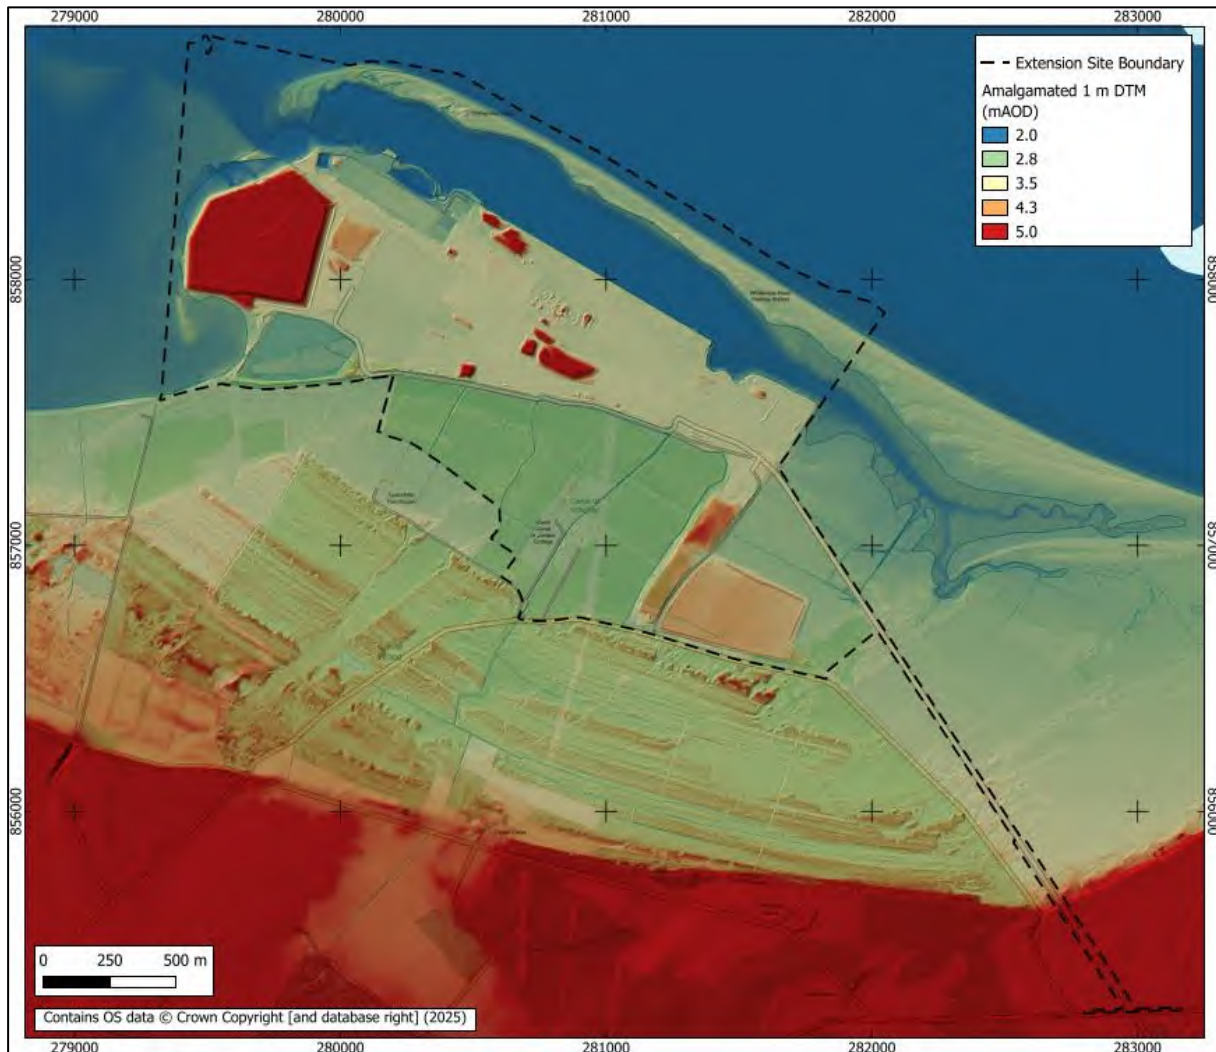 279000 280000 281000 282000 283000
Extension Site Boundary
Amalgamated 1 m DTM
(mAOD)
2.0
2.8
3.5
4.3
5.0
858000 858000
857000 857000
856000 856000
0 250 500 m
Contains OS data © Crown Copyright [and database right] (2025)
279000 280000 281000 282000 283000